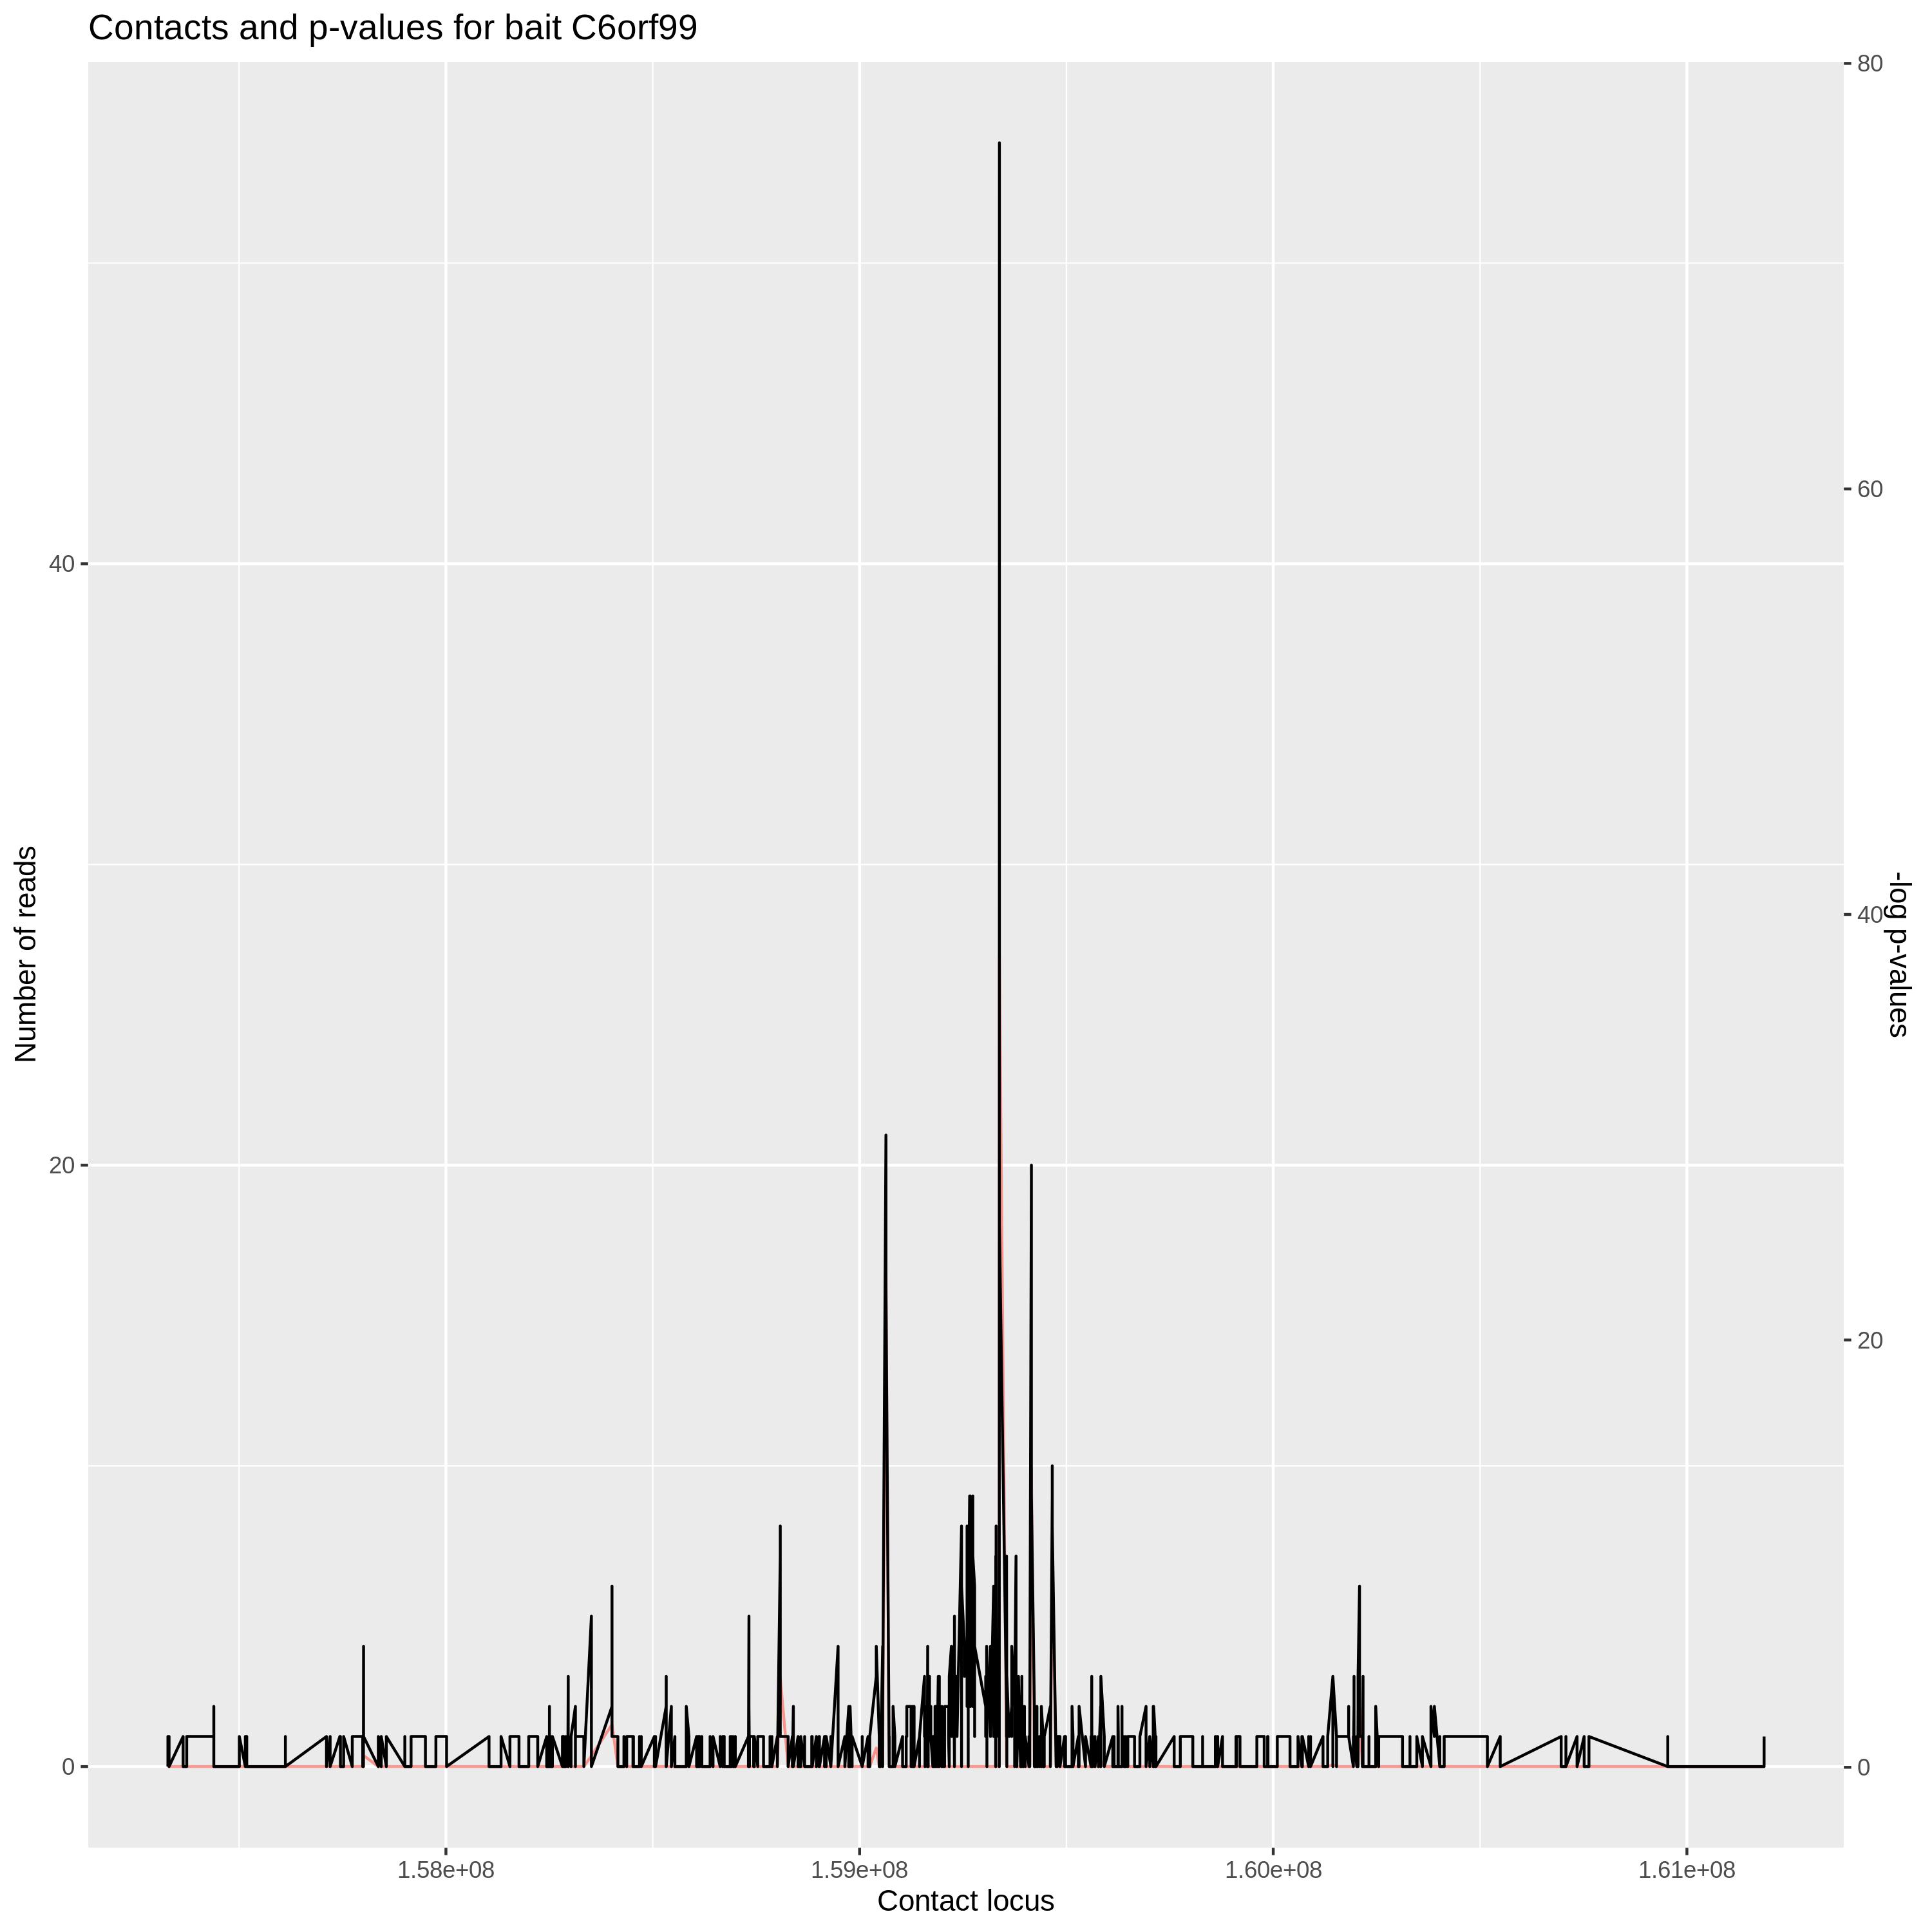 Contacts and p-values for bait C6orf99
80
60
40
40
20
20
0
0
Number of reads
-log p-values
1.58e+08 1.59e+08 1.60e+08 1.61e+08
Contact locus